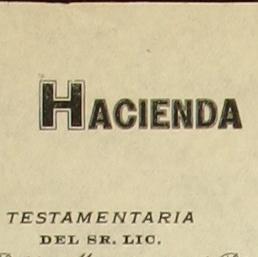 HACIENDA
TESTAMENTARIA
DEL SR. LIC.